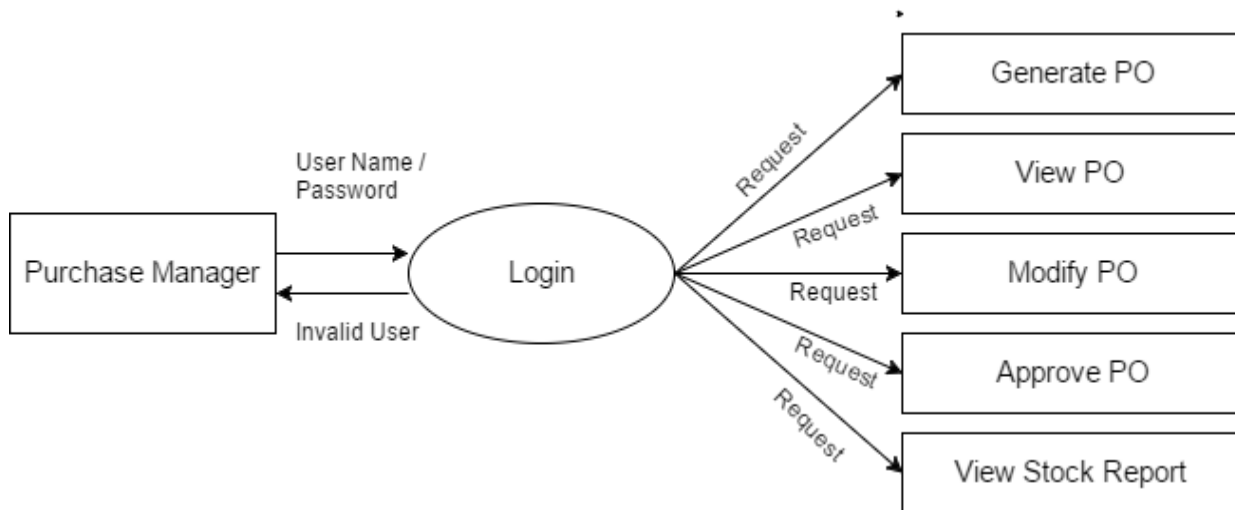 Generate PO
Request
User Name /
Password
View PO
Request
Purchase Manager
Login
Modify PO
Request
Invalid User
Approve PO
Request
Request
View Stock Report